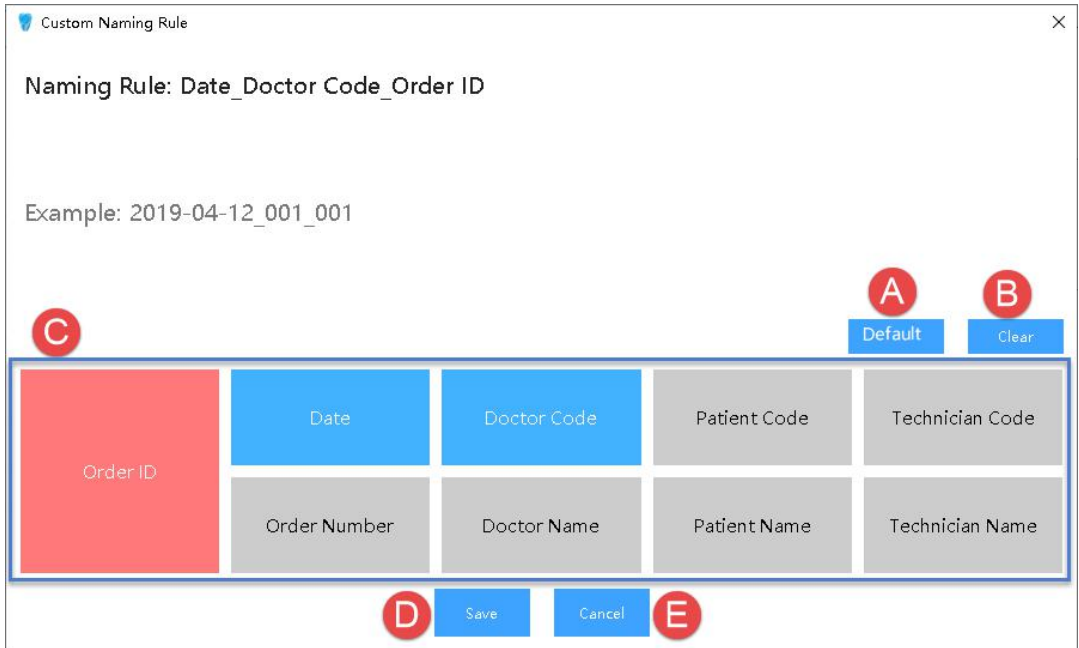 Custom Naming Rule
Naming Rule: Date_Doctor Code_Order ID
Example: 2019-04-12_001_001
A
B
C
Default
Clear
Order ID
Date
Doctor Code
Patient Code
Technician Code
Order Number
Doctor Name
Patient Name
Technician Name
D
Save
Cancel
E